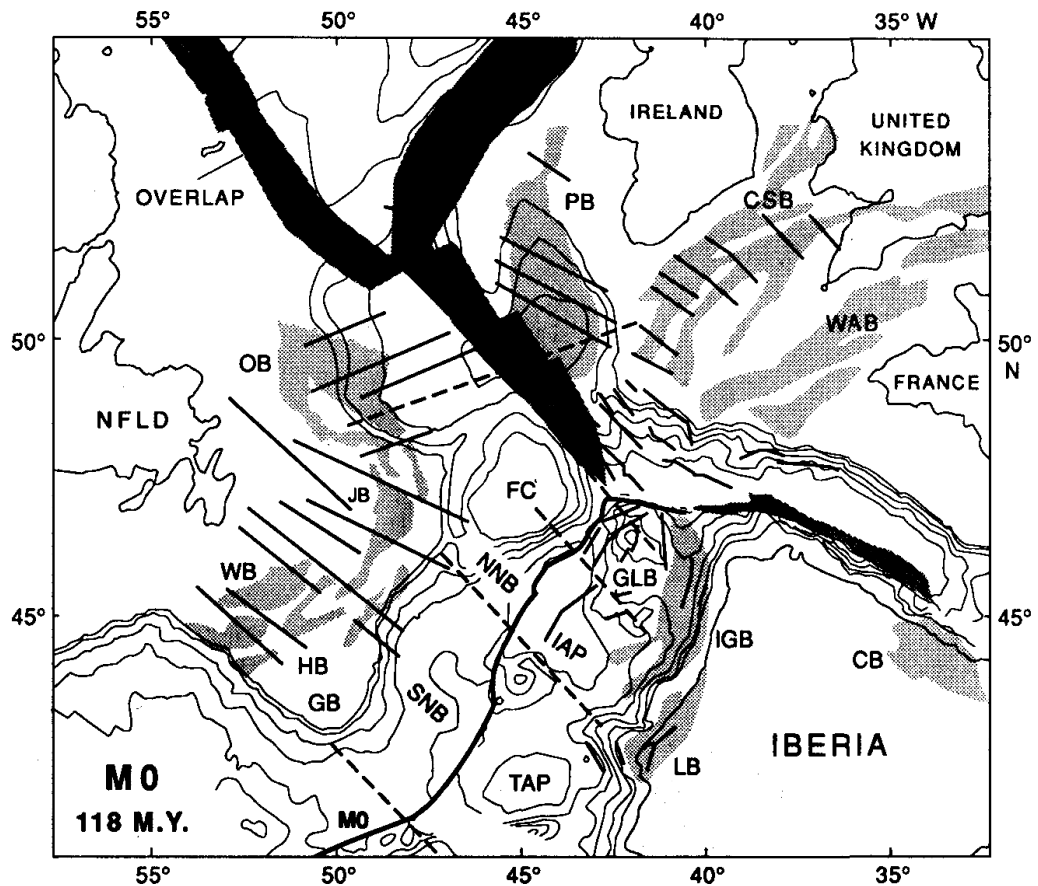 55° 50° 45° 40° 35° W
IRELAND
UNITED
KINGDOM
OVERLAP
PB
CSB
50°
OB
WAB
50°
N
FRANCE
NFLD
JB
FC
NNB
GLB
WB
45°
45°
IAP
IGB
HB
CB
GB
SNB
IBERIA
LB
M0
TAP
118 M.Y.
M0
55° 50° 45° 40° 35°